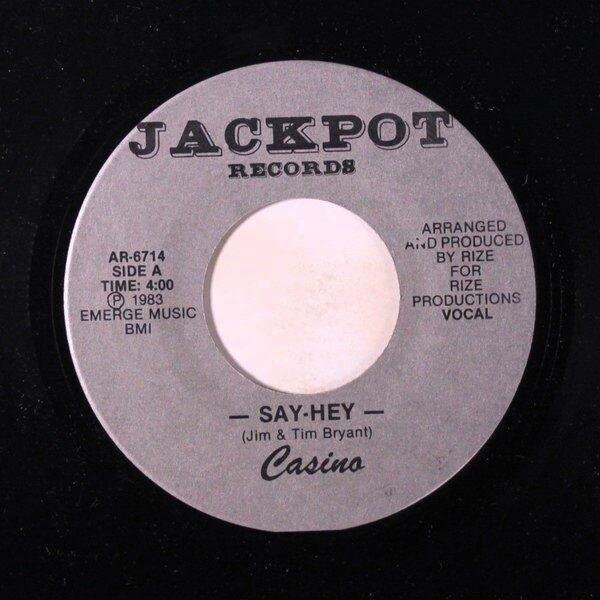 JACKPOT
RECORDS
AR-6714
SIDE A
TIME: 4:00
Ⓟ 1983
EMERGE MUSIC
BMI
ARRANGED
AND PRODUCED
BY RIZE
FOR
RIZE
PRODUCTIONS
VOCAL
— SAY-HEY —
(Jim & Tim Bryant)
Casino